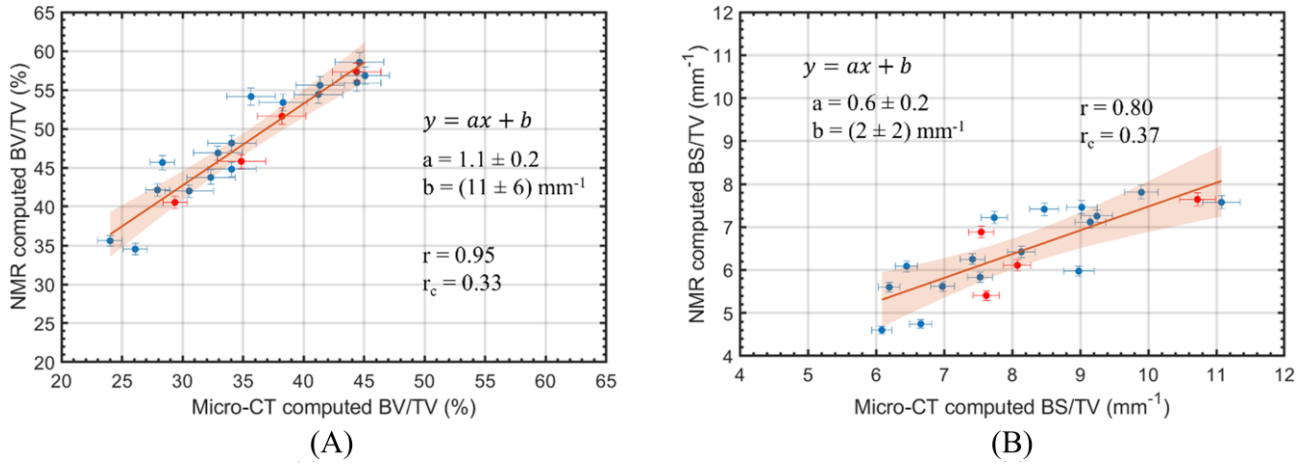 65
60
55
50
45
40
35
30
25
20
NMR computed BV/TV (%)
y = ax + b
a = 1.1 ± 0.2
b = (11 ± 6) mm⁻¹
r = 0.95
r_c = 0.33
20 25 30 35 40 45 50 55 60 65
Micro-CT computed BV/TV (%)
(A)
12
11
10
9
8
7
6
5
4
NMR computed BS/TV (mm⁻¹)
y = ax + b
a = 0.6 ± 0.2
b = (2 ± 2) mm⁻¹
r = 0.80
r_c = 0.37
4 5 6 7 8 9 10 11 12
Micro-CT computed BS/TV (mm⁻¹)
(B)